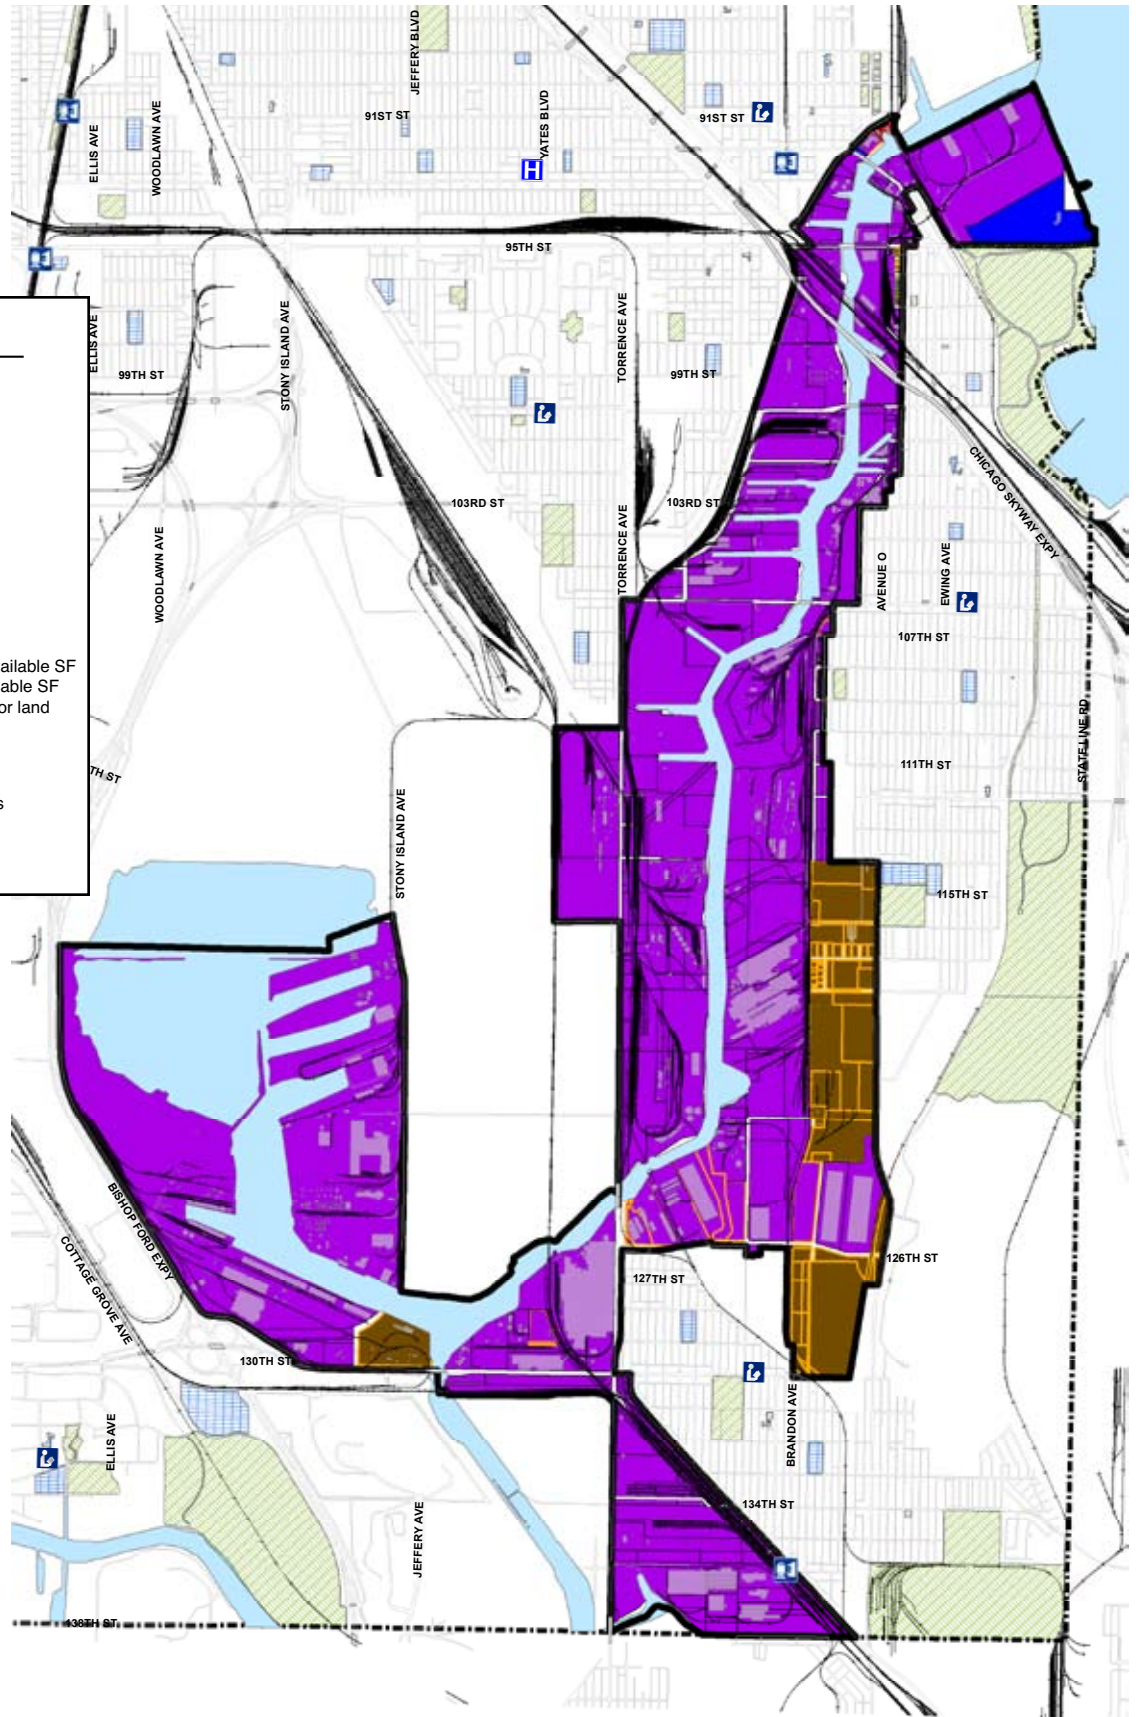 JEFFERY BLVD
91ST ST
YATES BLVD
91ST ST
ELLIS AVE
WOODLAWN AVE
H
95TH ST
ELLIS AVE
STONY ISLAND AVE
TORRENCE AVE
99TH ST
99TH ST
103RD ST
103RD ST
CHICAGO SKYWAY EXPY
WOODLAWN AVE
TORRENCE AVE
AVENUE O
EWING AVE
107TH ST
ailable SF
able SF
or land
STATE LINE RD
TH ST
111TH ST
s
STONY ISLAND AVE
115TH ST
BISHOP FORD EXPY
COTTAGE GROVE AVE
126TH ST
127TH ST
130TH ST
ELLIS AVE
BRANDON AVE
134TH ST
JEFFERY AVE
138TH ST